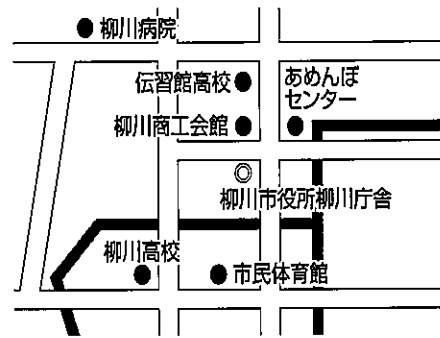 柳川病院
伝習館高校
あめんぼ
センター
柳川商工会館
柳川市役所柳川庁舎
柳川高校
市民体育館